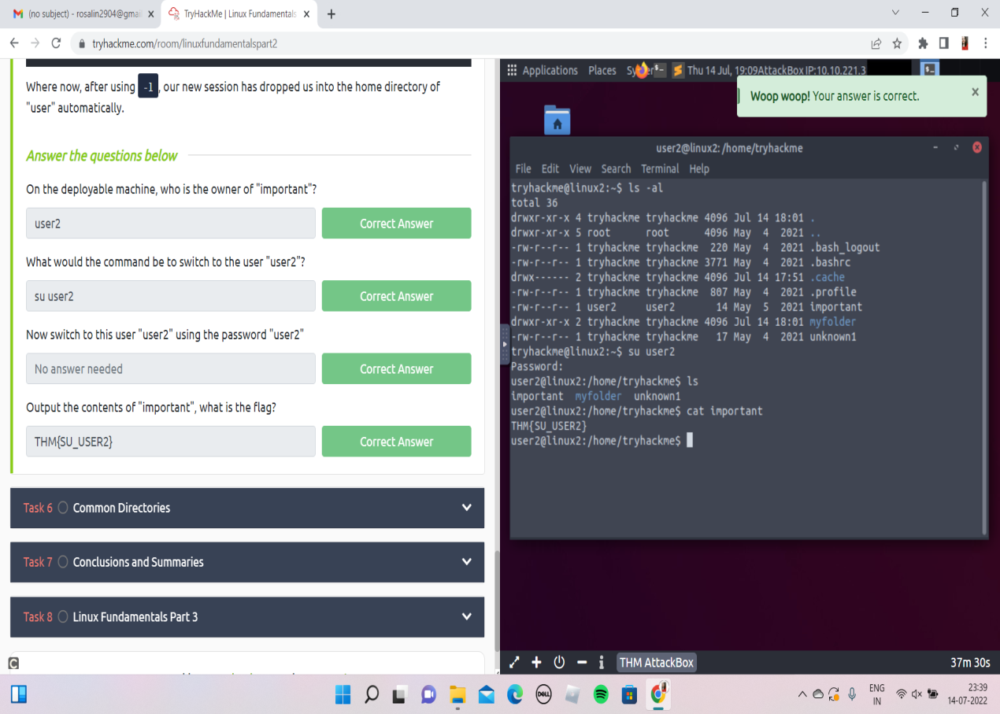 (no subject) - rosalin2904@gmai
TryHackMe | Linux Fundamentals
tryhackme.com/room/linuxfundamentalspart2
Where now, after using -l, our new session has dropped us into the home directory of
"user" automatically.
Answer the questions below
On the deployable machine, who is the owner of "important"?
user2
Correct Answer
What would the command be to switch to the user "user2"?
su user2
Correct Answer
Now switch to this user "user2" using the password "user2"
No answer needed
Correct Answer
Output the contents of "important", what is the flag?
THM{SU_USER2}
Correct Answer
Task 6 Common Directories
Task 7 Conclusions and Summaries
Task 8 Linux Fundamentals Part 3
Applications Places Thu 14 Jul, 19:09 AttackBox IP:10.10.221.3
Woop woop! Your answer is correct.
user2@linux2: /home/tryhackme
File Edit View Search Terminal Help
tryhackme@linux2:~$ ls -al
total 36
drwxr-xr-x 4 tryhackme tryhackme 4096 Jul 14 18:01 .
drwxr-xr-x 5 root      root      4096 May  4  2021 ..
-rw-r--r-- 1 tryhackme tryhackme  220 May  4  2021 .bash_logout
-rw-r--r-- 1 tryhackme tryhackme 3771 May  4  2021 .bashrc
drwx------ 2 tryhackme tryhackme 4096 Jul 14 17:51 .cache
-rw-r--r-- 1 tryhackme tryhackme  807 May  4  2021 .profile
-rw-r--r-- 1 user2     user2       14 May  5  2021 important
drwxr-xr-x 2 tryhackme tryhackme 4096 Jul 14 18:01 myfolder
-rw-r--r-- 1 tryhackme tryhackme   17 May  4  2021 unknown1
tryhackme@linux2:~$ su user2
Password:
user2@linux2:/home/tryhackme$ ls
important  myfolder  unknown1
user2@linux2:/home/tryhackme$ cat important
THM{SU_USER2}
user2@linux2:/home/tryhackme$
THM AttackBox
37m 30s
DELL
ENG
IN
23:39
14-07-2022